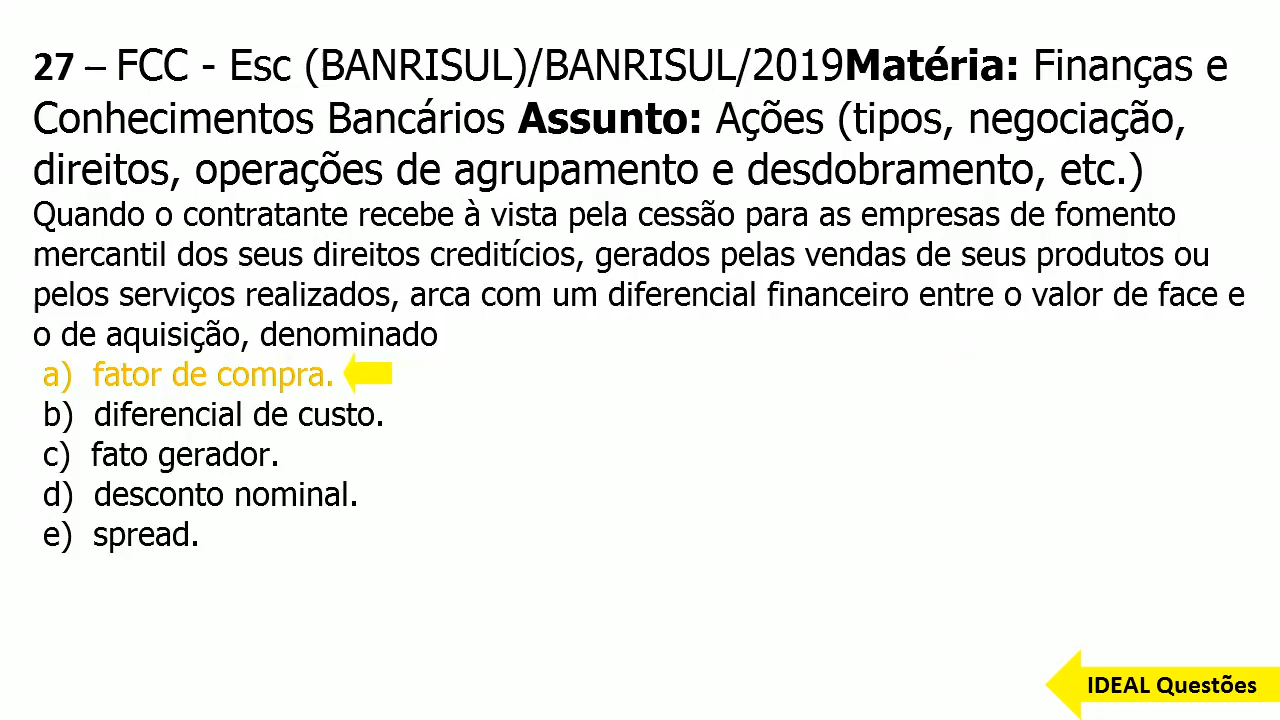 27 – FCC - Esc (BANRISUL)/BANRISUL/2019Matéria: Finanças e
Conhecimentos Bancários Assunto: Ações (tipos, negociação,
direitos, operações de agrupamento e desdobramento, etc.)
Quando o contratante recebe à vista pela cessão para as empresas de fomento
mercantil dos seus direitos creditícios, gerados pelas vendas de seus produtos ou
pelos serviços realizados, arca com um diferencial financeiro entre o valor de face e
o de aquisição, denominado
a) fator de compra.
b) diferencial de custo.
c) fato gerador.
d) desconto nominal.
e) spread.
IDEAL Questões